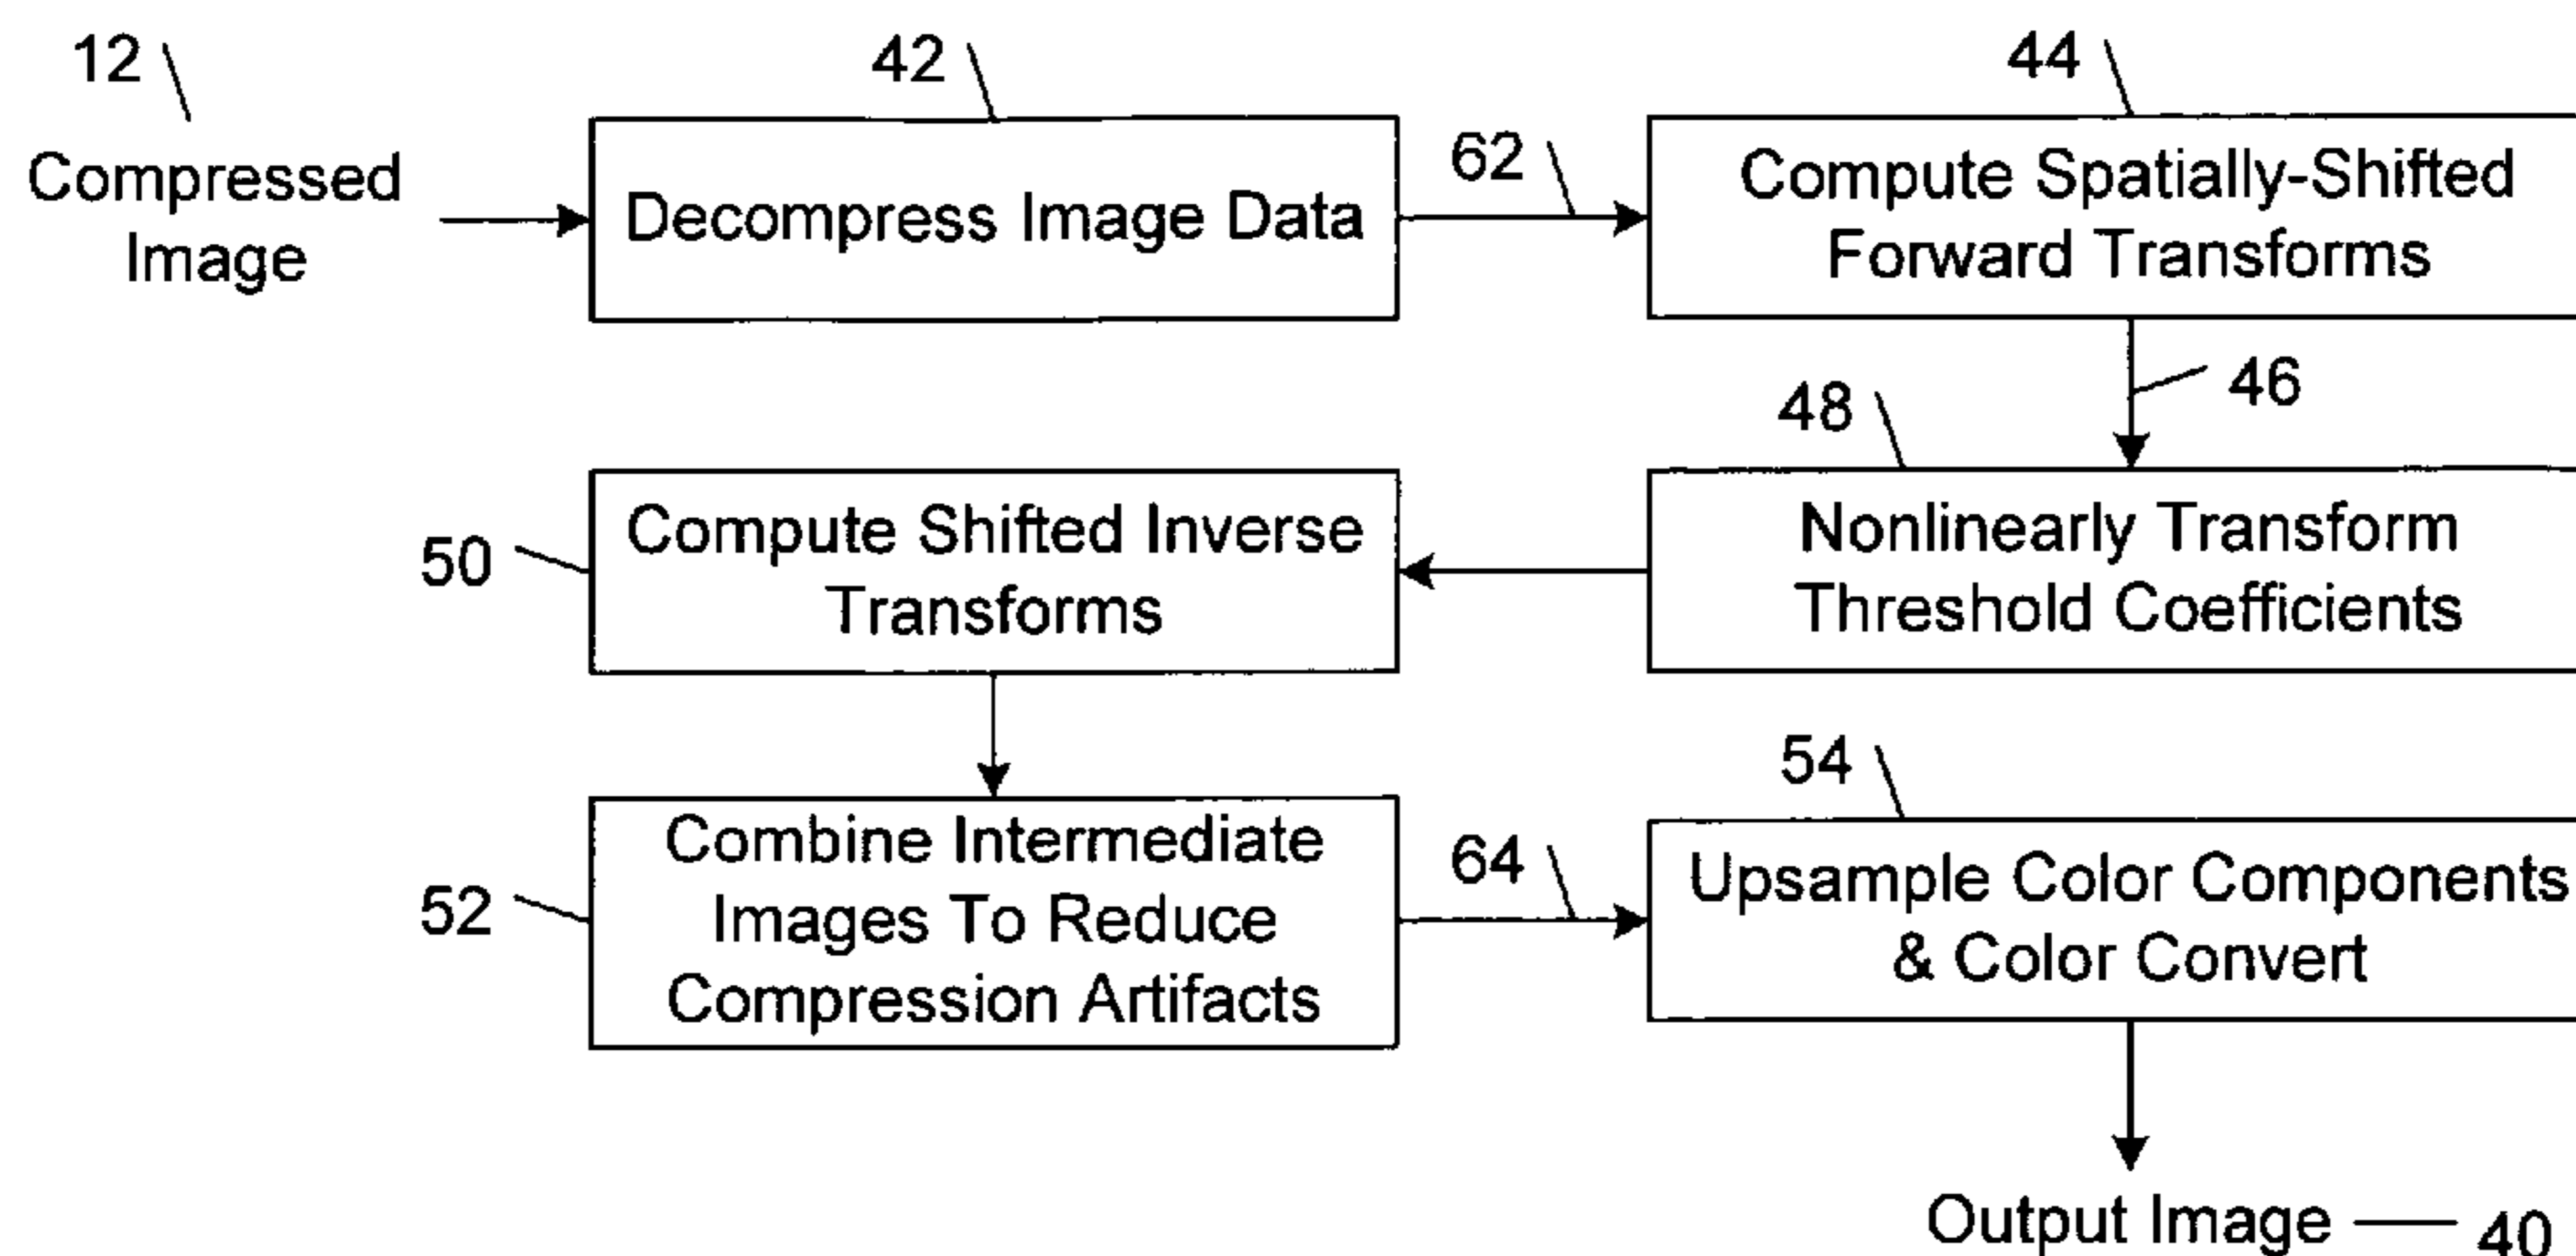 12
Compressed
Image
42
Decompress Image Data
62
44
Compute Spatially-Shifted
Forward Transforms
46
48
Nonlinearly Transform
Threshold Coefficients
50
Compute Shifted Inverse
Transforms
52
Combine Intermediate
Images To Reduce
Compression Artifacts
64
54
Upsample Color Components
& Color Convert
Output Image
40